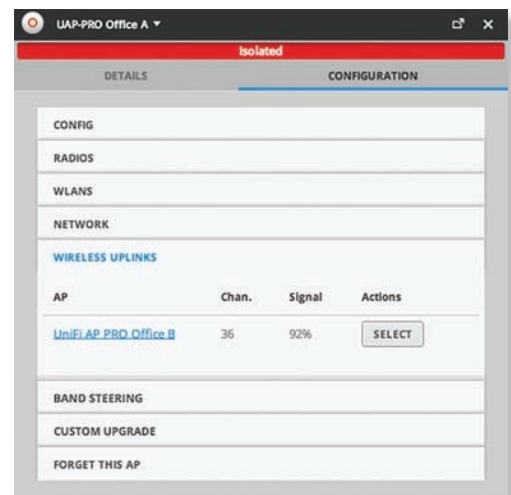 UAP-PRO Office A
Isolated
DETAILS CONFIGURATION
CONFIG
RADIOS
WLANS
NETWORK
WIRELESS UPLINKS
AP Chan. Signal Actions
UniFi AP PRO Office B 36 92% SELECT
BAND STEERING
CUSTOM UPGRADE
FORGET THIS AP